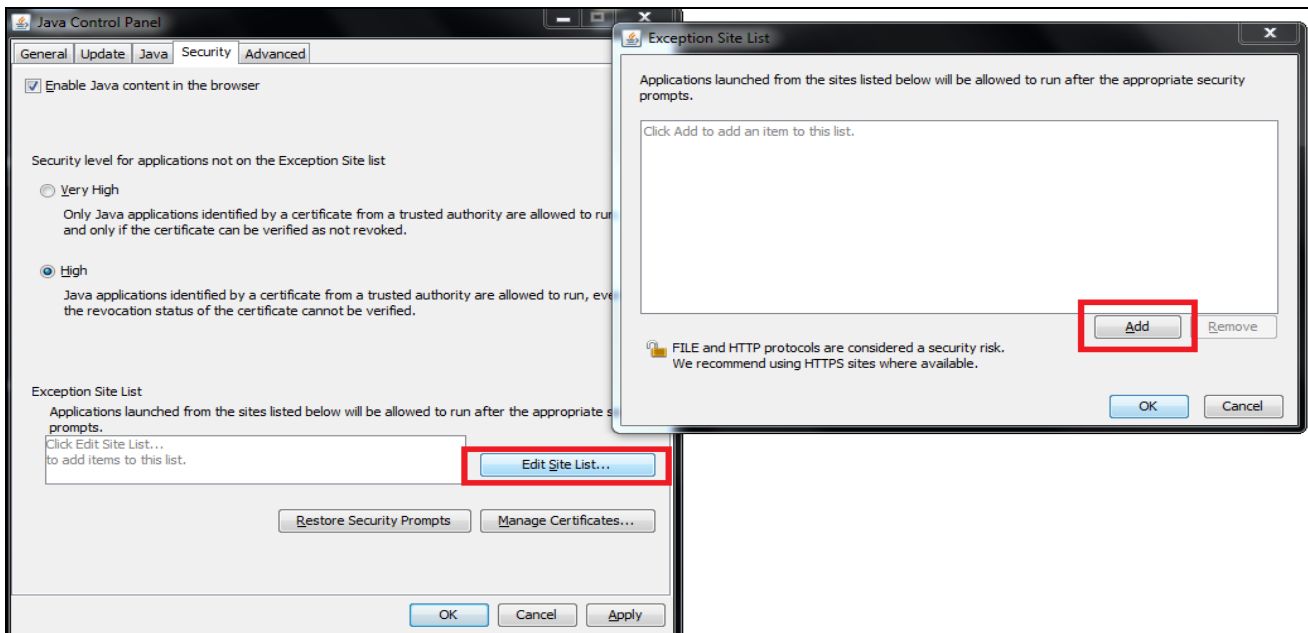 Java Control Panel
General Update Java Security Advanced
Enable Java content in the browser
Security level for applications not on the Exception Site list
Very High
Only Java applications identified by a certificate from a trusted authority are allowed to run
and only if the certificate can be verified as not revoked.
High
Java applications identified by a certificate from a trusted authority are allowed to run, eve
the revocation status of the certificate cannot be verified.
Exception Site List
Applications launched from the sites listed below will be allowed to run after the appropriate s
prompts.
Click Edit Site List...
to add items to this list.
Edit Site List...
Restore Security Prompts
Manage Certificates...
OK
Cancel
Apply
Exception Site List
Applications launched from the sites listed below will be allowed to run after the appropriate security
prompts.
Click Add to add an item to this list.
Add
Remove
FILE and HTTP protocols are considered a security risk.
We recommend using HTTPS sites where available.
OK
Cancel